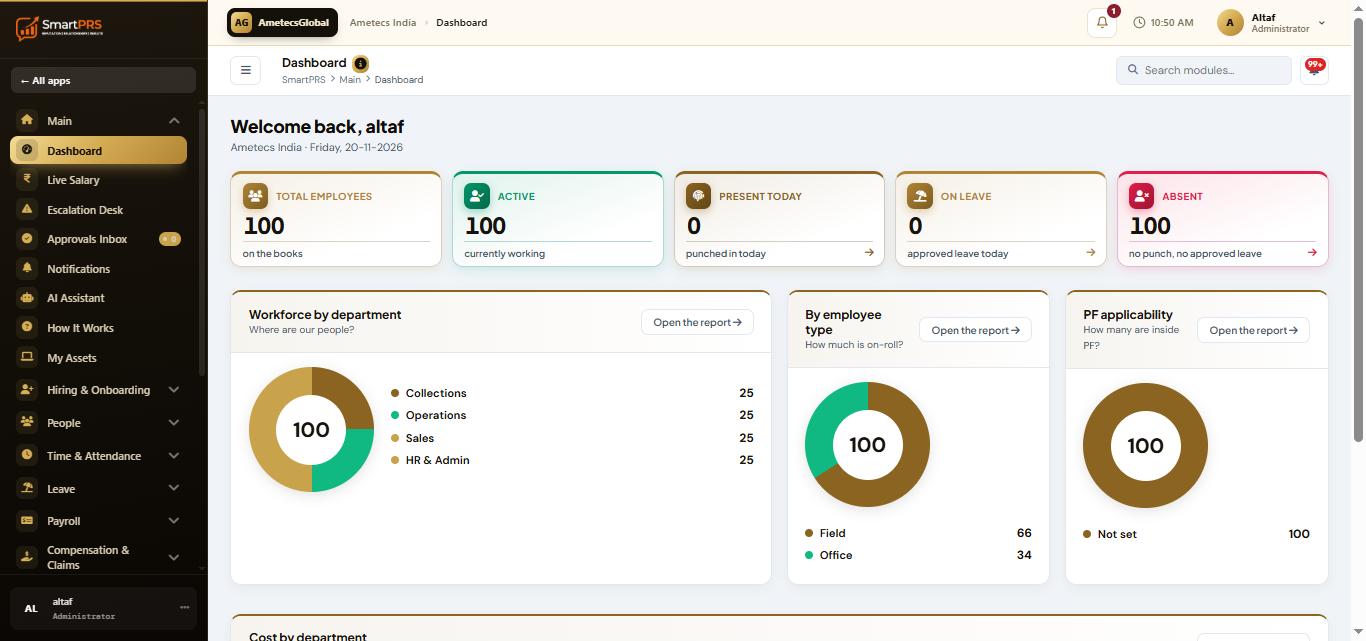 SmartPRS
← All apps
Main
Dashboard
Live Salary
Escalation Desk
Approvals Inbox
0
Notifications
AI Assistant
How It Works
My Assets
Hiring & Onboarding
People
Time & Attendance
Leave
Payroll
Compensation &
Claims
AL
altaf
Administrator
AG AmetecsGlobal
Ametecs India › Dashboard
1
10:50 AM
A
Altaf
Administrator
Dashboard
SmartPRS > Main > Dashboard
Search modules...
99+
Welcome back, altaf
Ametecs India · Friday, 20-11-2026
TOTAL EMPLOYEES
100
on the books
ACTIVE
100
currently working
PRESENT TODAY
0
punched in today →
ON LEAVE
0
approved leave today →
ABSENT
100
no punch, no approved leave →
Workforce by department
Where are our people?
Open the report →
100
Collections 25
Operations 25
Sales 25
HR & Admin 25
By employee
type
How much is on-roll?
Open the report →
100
Field 66
Office 34
PF applicability
How many are inside
PF?
Open the report →
100
Not set 100
Cost by department